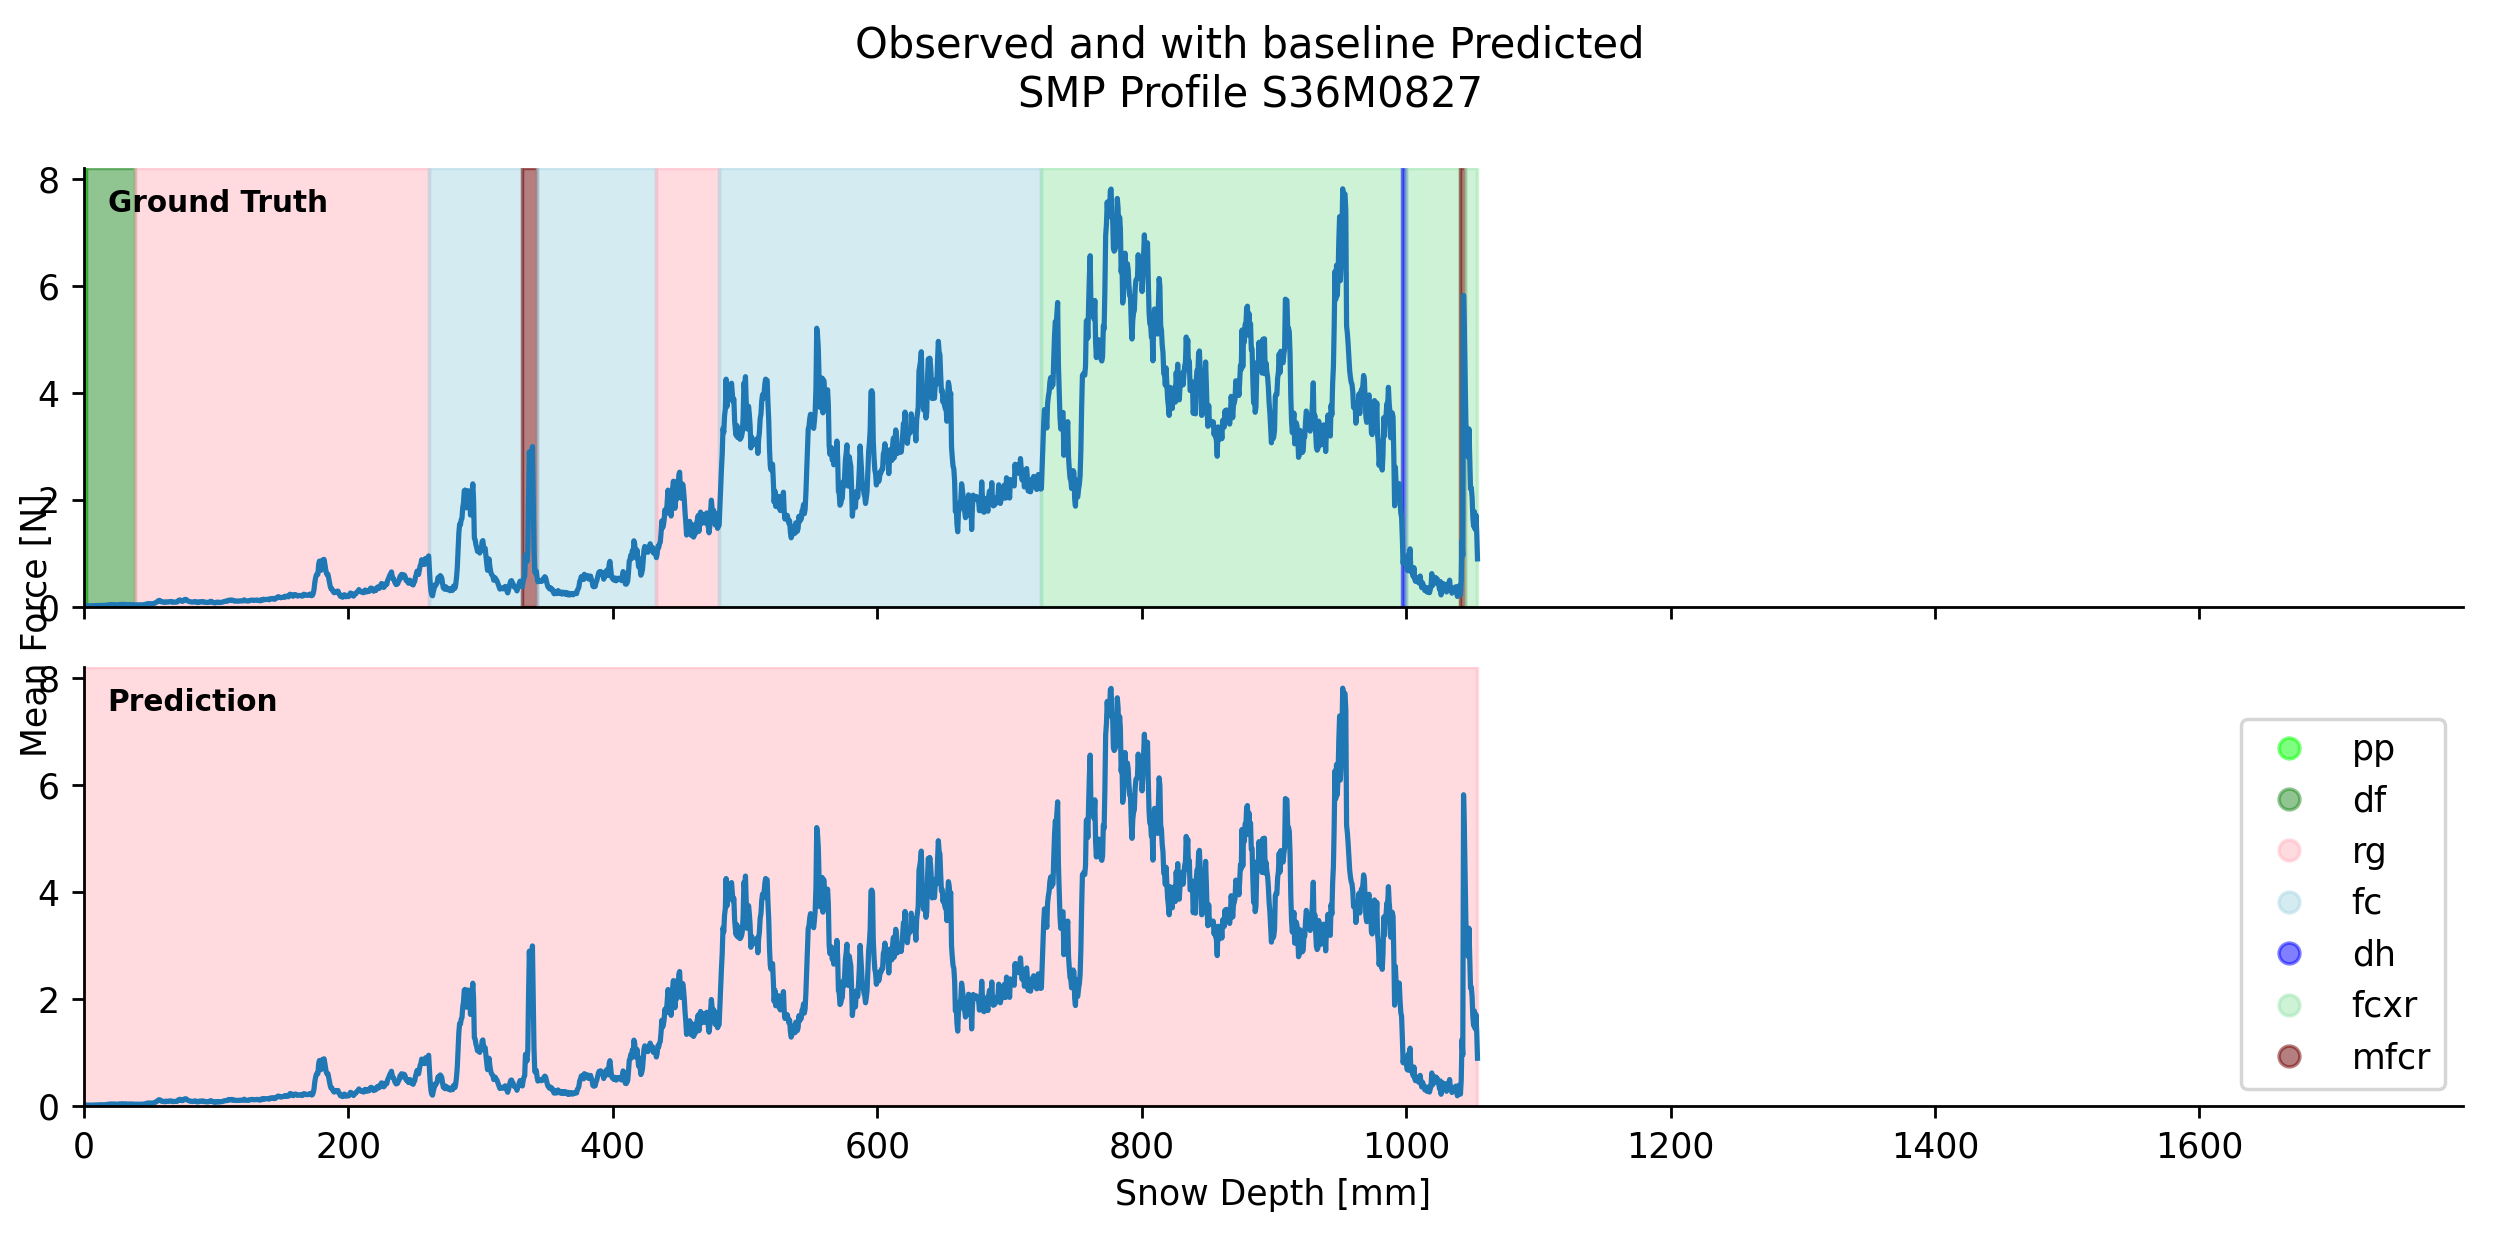 Observed and with baseline Predicted
SMP Profile S36M0827
8
6
4
2
0
Ground Truth
Mean Force [N]
8
6
4
2
0
Prediction
pp
df
rg
fc
dh
fcxr
mfcr
0 200 400 600 800 1000 1200 1400 1600
Snow Depth [mm]